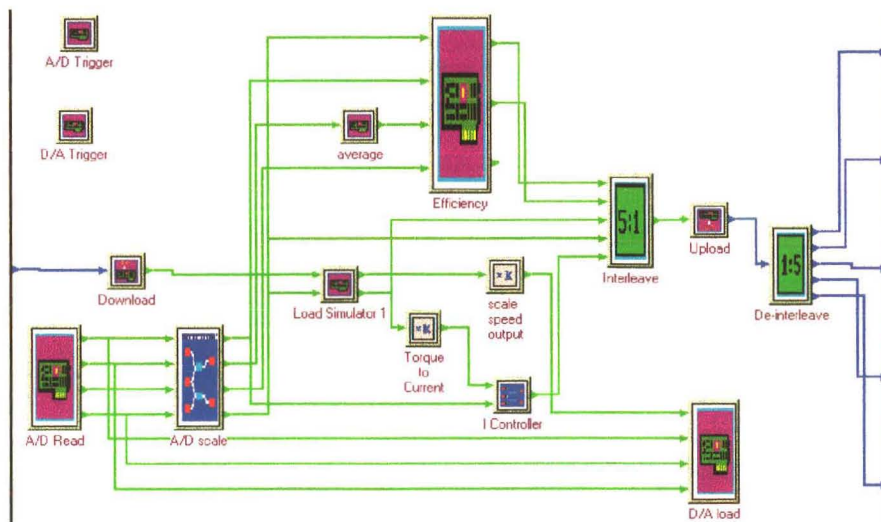 A/D Trigger
D/A Trigger
average
Efficiency
5:1
Interleave
Upload
1:5
De-interleave
Download
Load Simulator 1
×K
scale
speed
output
×K
Torque
to
Current
I Controller
A/D Read
A/D scale
D/A load